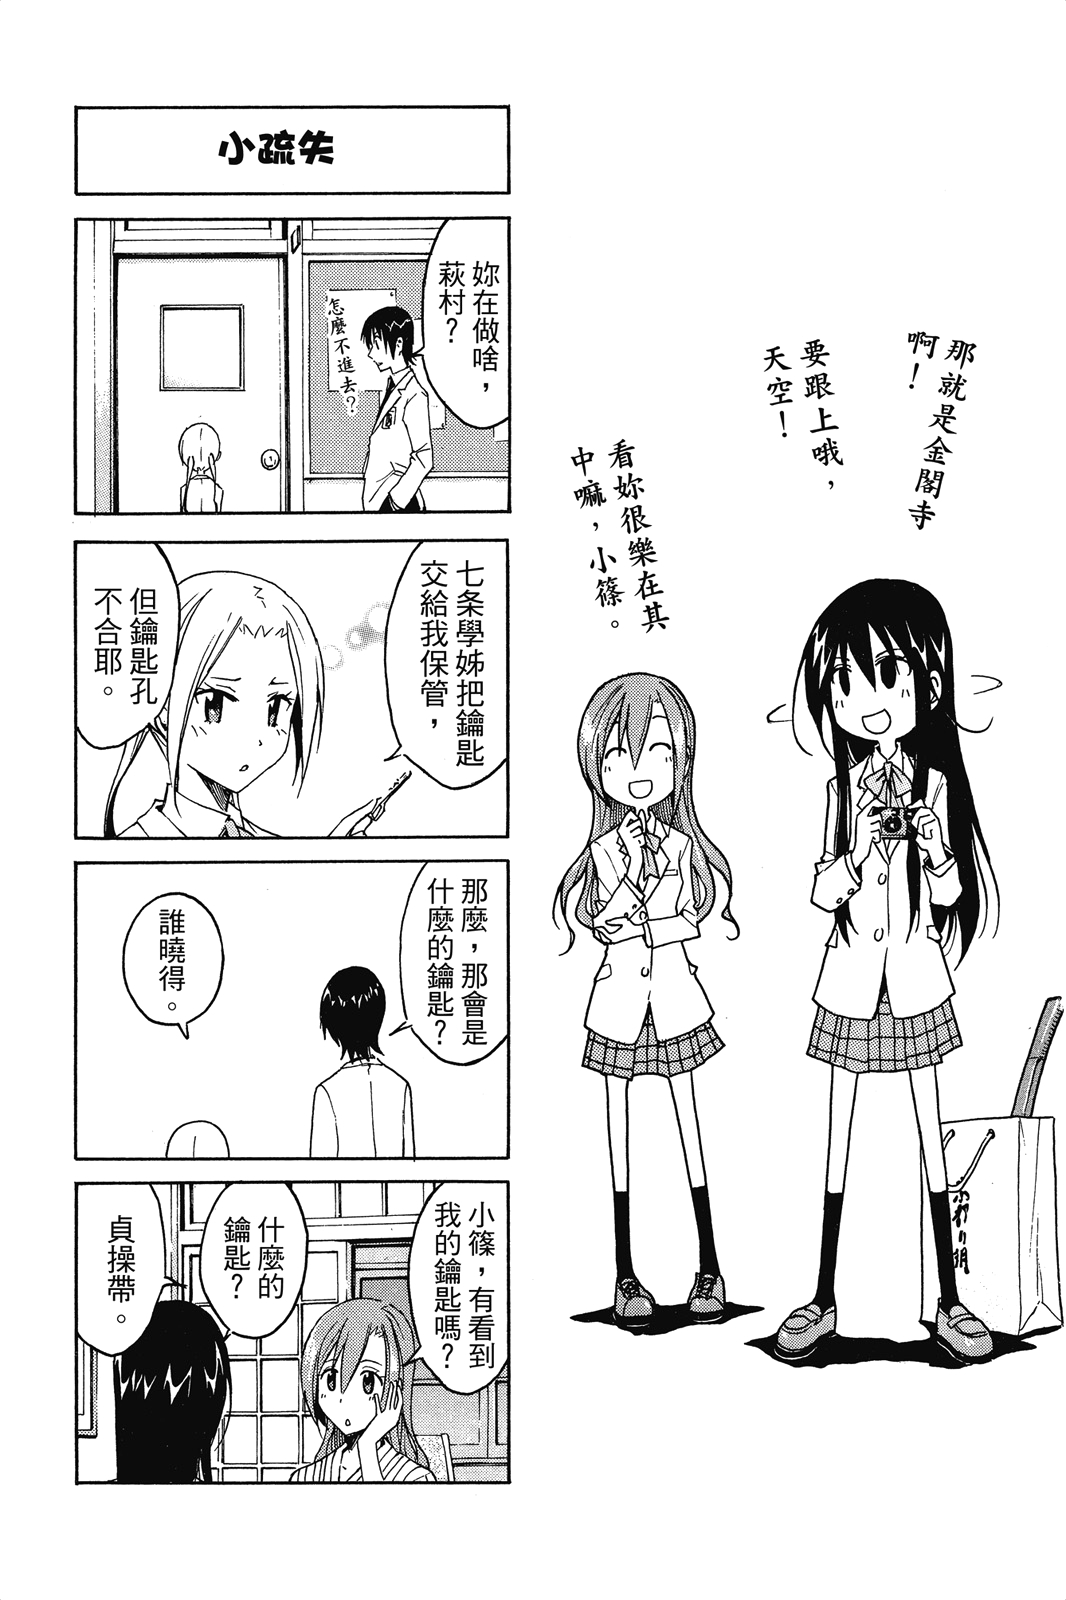 那就是金閣寺
啊！
要跟上哦，
天空！
看妳很樂在其
中嘛，小篠。
小疏失
妳在做啥，
萩村？
怎麼不進去？
七条學姊把鑰匙
交給我保管，
但鑰匙孔
不合耶。
那麼，那會是
什麼的鑰匙？
誰曉得。
小篠，有看到
我的鑰匙嗎？
什麼的
鑰匙？
貞操帶。